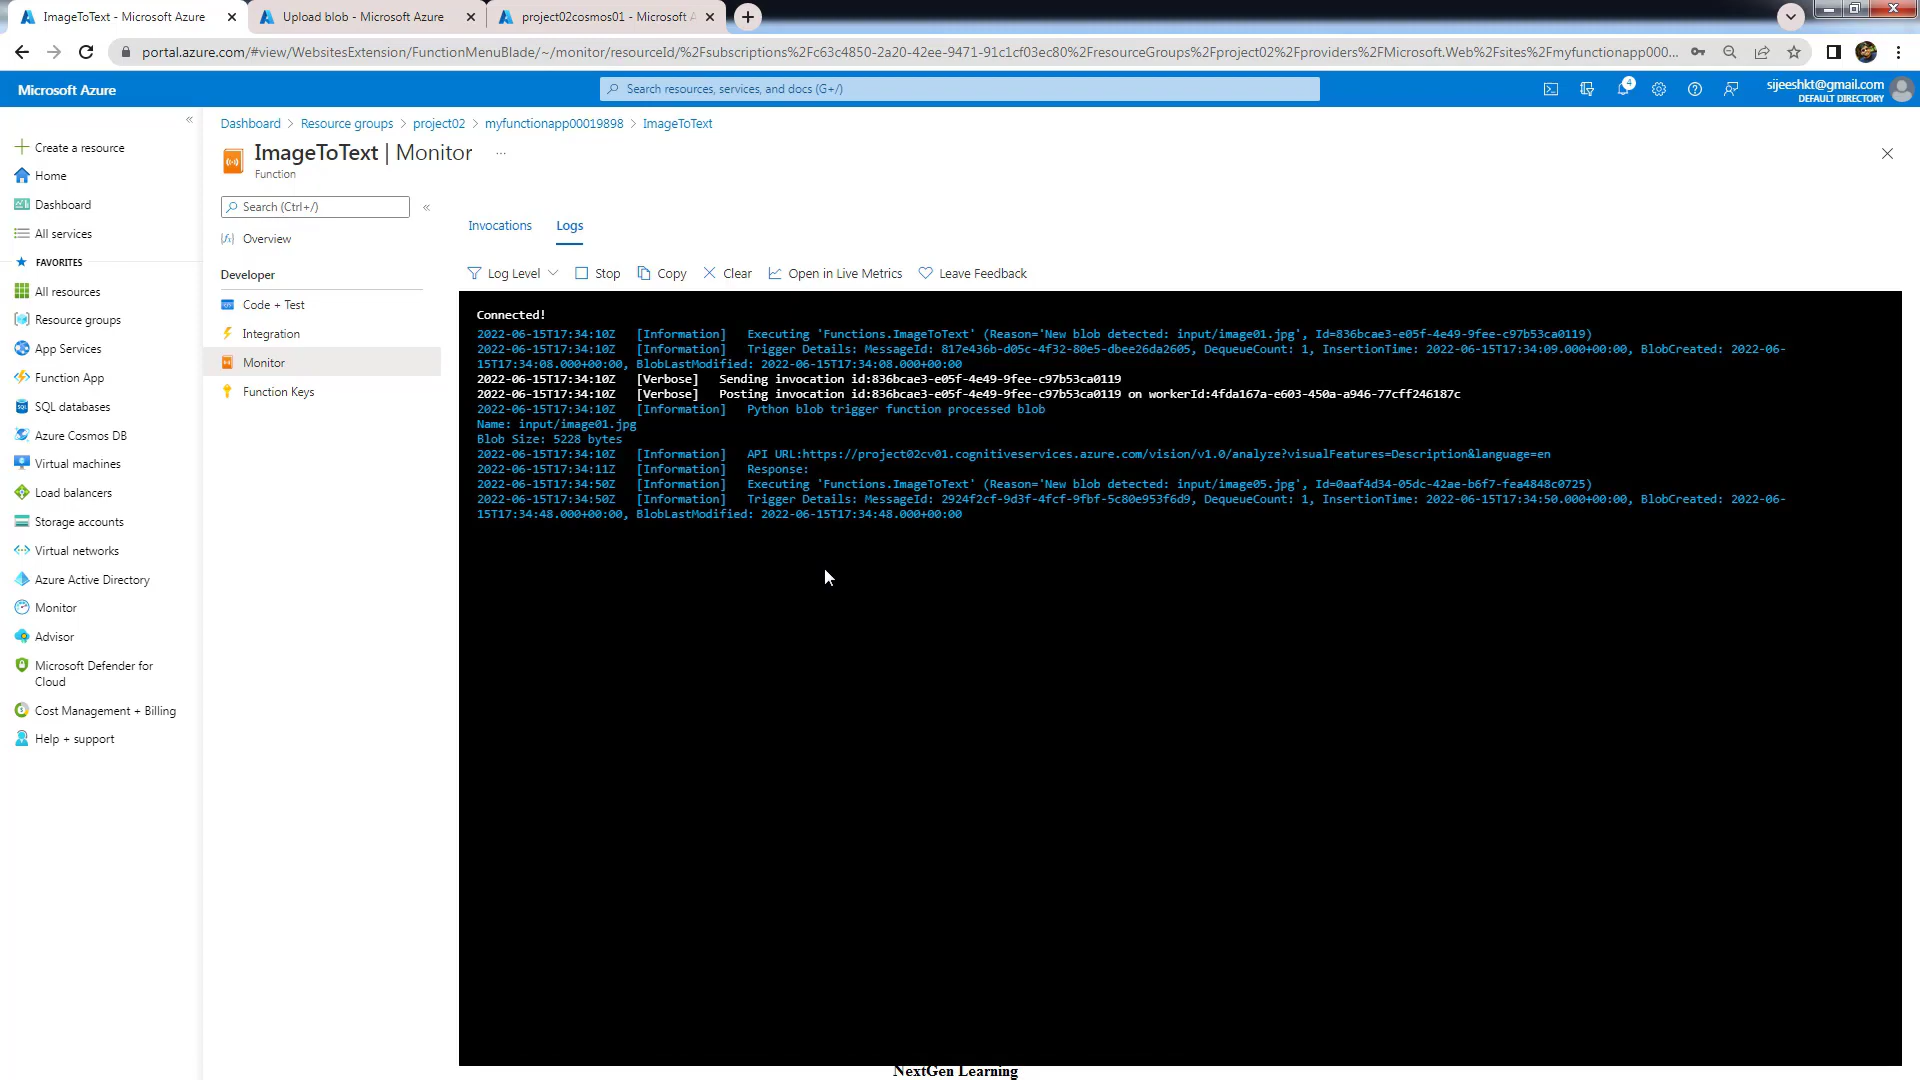 ImageToText - Microsoft Azure
Upload blob - Microsoft Azure
project02cosmos01 - Microsoft A
portal.azure.com/#view/WebsitesExtension/FunctionMenuBlade/~/monitor/resourceId/%2Fsubscriptions%2Fc63c4850-2a20-42ee-9471-91c1cf03ec80%2FresourceGroups%2Fproject02%2Fproviders%2FMicrosoft.Web%2Fsites%2Fmyfunctionapp000...
Microsoft Azure
Search resources, services, and docs (G+/)
4
sijeeshkt@gmail.com
DEFAULT DIRECTORY
Create a resource
Home
Dashboard
All services
FAVORITES
All resources
Resource groups
App Services
Function App
SQL databases
Azure Cosmos DB
Virtual machines
Load balancers
Storage accounts
Virtual networks
Azure Active Directory
Monitor
Advisor
Microsoft Defender for
Cloud
Cost Management + Billing
Help + support
Dashboard > Resource groups > project02 > myfunctionapp00019898 > ImageToText
ImageToText | Monitor ...
Function
Search (Ctrl+/)
Overview
Developer
Code + Test
Integration
Monitor
Function Keys
Invocations Logs
Log Level Stop Copy Clear Open in Live Metrics Leave Feedback
Connected!
2022-06-15T17:34:10Z [Information] Executing 'Functions.ImageToText' (Reason='New blob detected: input/image01.jpg', Id=836bcae3-e05f-4e49-9fee-c97b53ca0119)
2022-06-15T17:34:10Z [Information] Trigger Details: MessageId: 817e436b-d05c-4f32-80e5-dbee26da2605, DequeueCount: 1, InsertionTime: 2022-06-15T17:34:09.000+00:00, BlobCreated: 2022-06-
15T17:34:08.000+00:00, BlobLastModified: 2022-06-15T17:34:08.000+00:00
2022-06-15T17:34:10Z [Verbose] Sending invocation id:836bcae3-e05f-4e49-9fee-c97b53ca0119
2022-06-15T17:34:10Z [Verbose] Posting invocation id:836bcae3-e05f-4e49-9fee-c97b53ca0119 on workerId:4fda167a-e603-450a-a946-77cff246187c
2022-06-15T17:34:10Z [Information] Python blob trigger function processed blob
Name: input/image01.jpg
Blob Size: 5228 bytes
2022-06-15T17:34:10Z [Information] API URL:https://project02cv01.cognitiveservices.azure.com/vision/v1.0/analyze?visualFeatures=Description&language=en
2022-06-15T17:34:11Z [Information] Response:
2022-06-15T17:34:50Z [Information] Executing 'Functions.ImageToText' (Reason='New blob detected: input/image05.jpg', Id=0aaf4d34-05dc-42ae-b6f7-fea4848c0725)
2022-06-15T17:34:50Z [Information] Trigger Details: MessageId: 2924f2cf-9d3f-4fcf-9fbf-5c80e953f6d9, DequeueCount: 1, InsertionTime: 2022-06-15T17:34:50.000+00:00, BlobCreated: 2022-06-
15T17:34:48.000+00:00, BlobLastModified: 2022-06-15T17:34:48.000+00:00
NextGen Learning